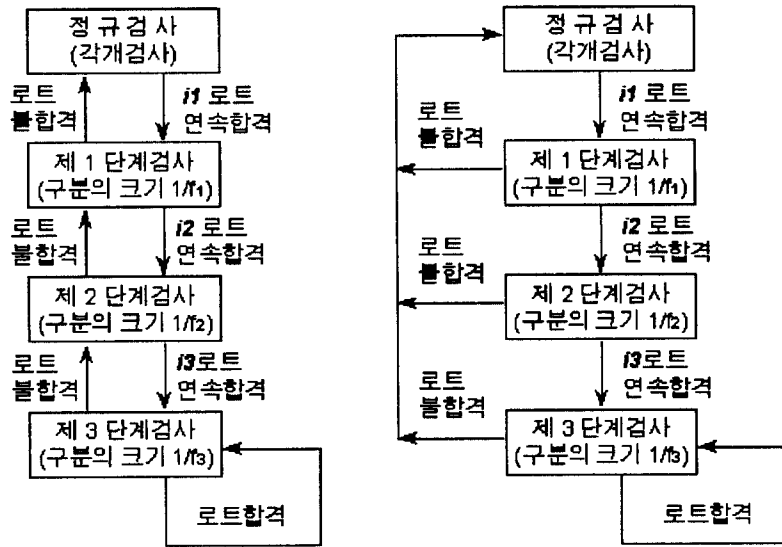 정 규 검 사
(각개검사)
로트
불합격
i1 로트
연속합격
제 1 단계검사
(구분의 크기 1/f1)
로트
불합격
i2 로트
연속합격
제 2 단계검사
(구분의 크기 1/f2)
로트
불합격
i3로트
연속합격
제 3 단계검사
(구분의 크기 1/f3)
로트합격
정 규 검 사
(각개검사)
로트
불합격
i1 로트
연속합격
제 1 단계검사
(구분의 크기 1/f1)
로트
불합격
i2 로트
연속합격
제 2 단계검사
(구분의 크기 1/f2)
로트
불합격
i3로트
연속합격
제 3 단계검사
(구분의 크기 1/f3)
로트합격